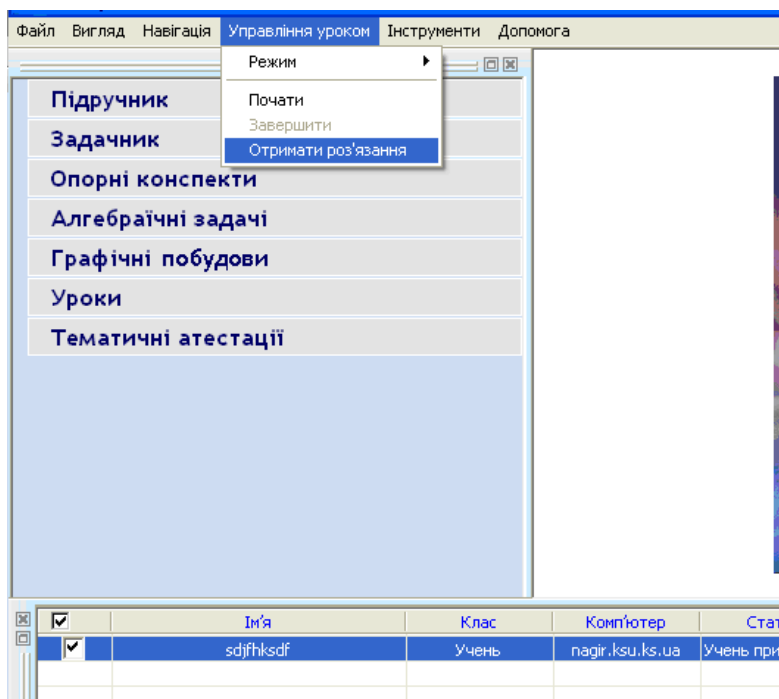 Файл Вигляд Навігація Управління уроком Інструменти Допомога
Режим
Почати
Завершити
Отримати роз'язання
Підручник
Задачник
Опорні конспекти
Алгебраїчні задачі
Графічні побудови
Уроки
Тематичні атестації
Ім'я Клас Комп'ютер
sdjfhksdf Учень nagir.ksu.ks.ua Учень